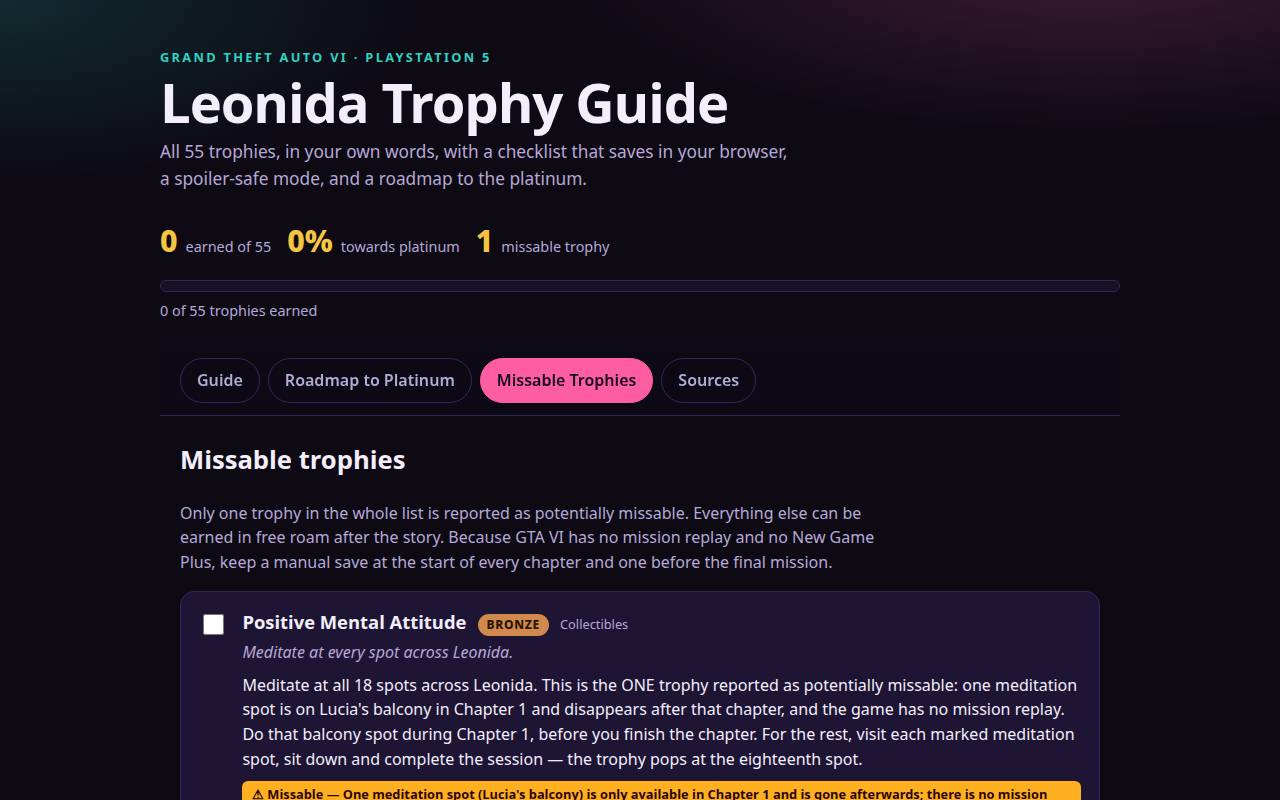 GRAND THEFT AUTO VI · PLAYSTATION 5
Leonida Trophy Guide
All 55 trophies, in your own words, with a checklist that saves in your browser,
a spoiler-safe mode, and a roadmap to the platinum.
0 earned of 55 0% towards platinum 1 missable trophy
0 of 55 trophies earned
Guide Roadmap to Platinum Missable Trophies Sources
Missable trophies
Only one trophy in the whole list is reported as potentially missable. Everything else can be
earned in free roam after the story. Because GTA VI has no mission replay and no New Game
Plus, keep a manual save at the start of every chapter and one before the final mission.
Positive Mental Attitude BRONZE Collectibles
Meditate at every spot across Leonida.
Meditate at all 18 spots across Leonida. This is the ONE trophy reported as potentially missable: one meditation
spot is on Lucia's balcony in Chapter 1 and disappears after that chapter, and the game has no mission replay.
Do that balcony spot during Chapter 1, before you finish the chapter. For the rest, visit each marked meditation
spot, sit down and complete the session — the trophy pops at the eighteenth spot.
⚠ Missable — One meditation spot (Lucia's balcony) is only available in Chapter 1 and is gone afterwards; there is no mission